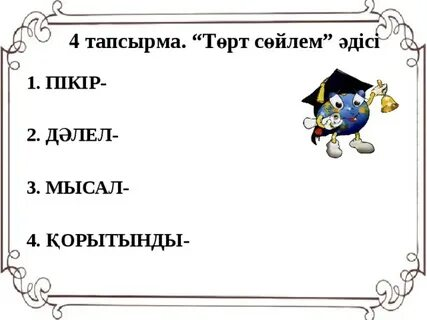 4 тапсырма. “Төрт сөйлем” әдісі
1. ПІКІР-
2. ДӘЛЕЛ-
3. МЫСАЛ-
4. ҚОРЫТЫНДЫ-